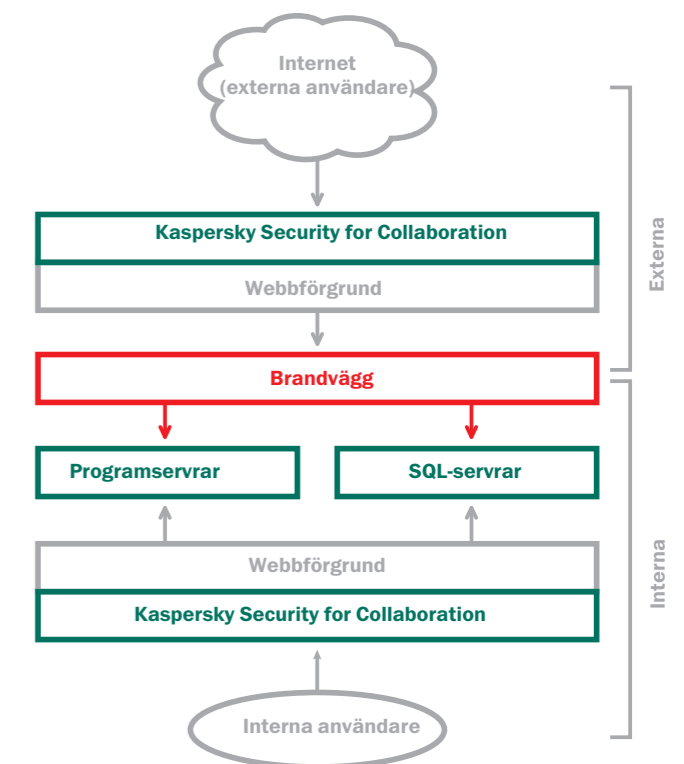 Internet
(externa användare)
Kaspersky Security for Collaboration
Webbförgrund
Externa
Brandvägg
Programservrar
SQL-servrar
Webbförgrund
Kaspersky Security for Collaboration
Interna
Interna användare